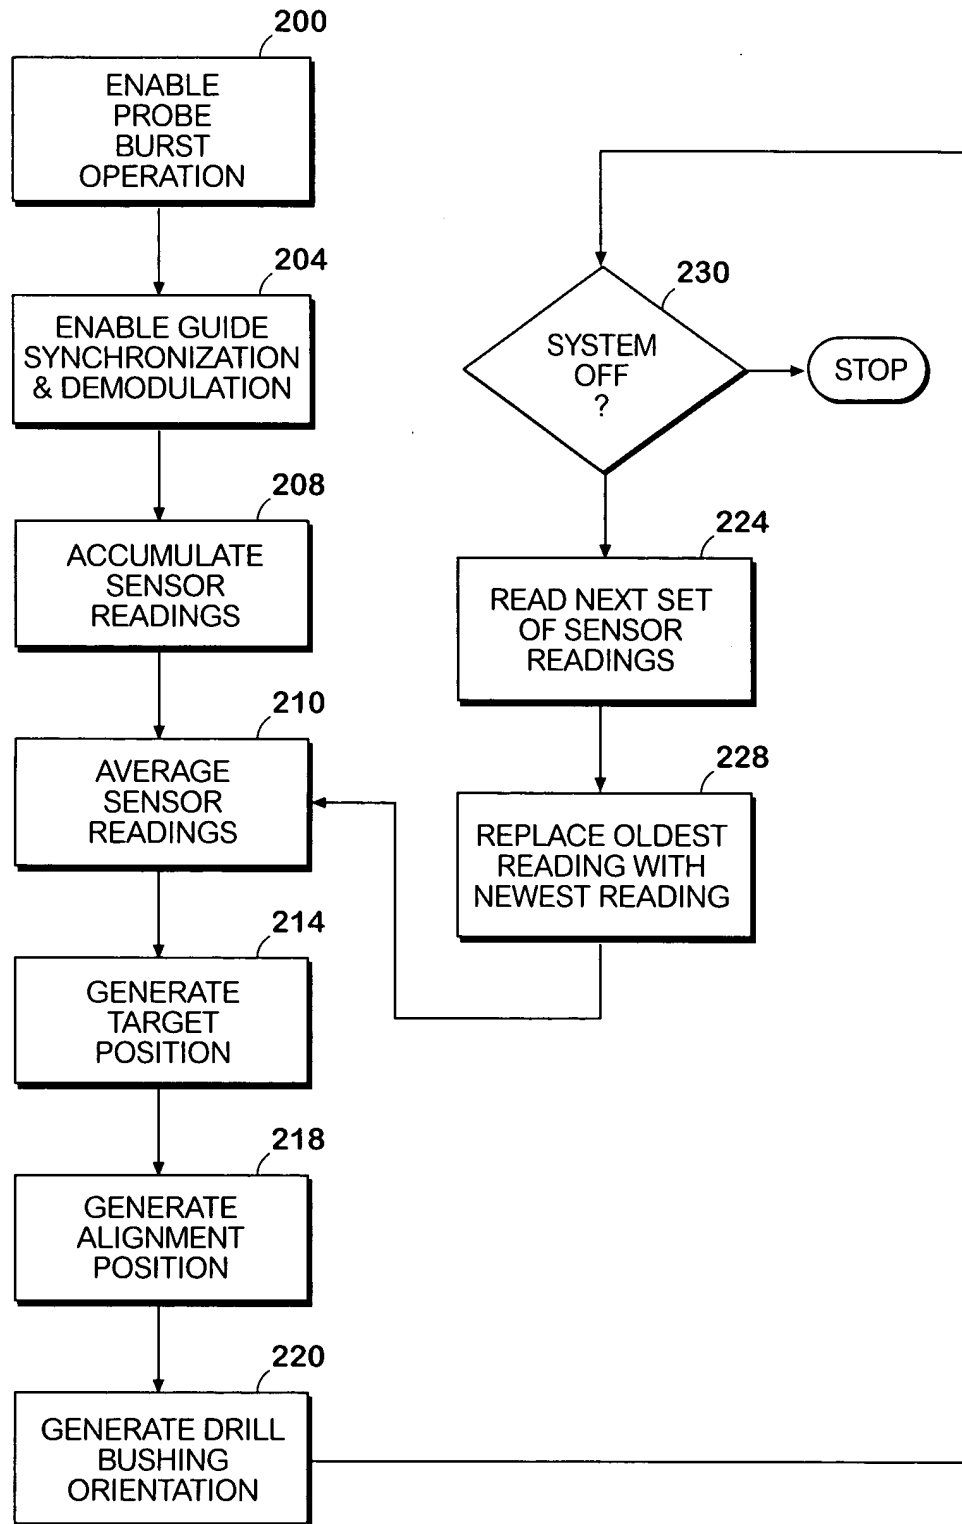 200
ENABLE
PROBE
BURST
OPERATION
204
ENABLE GUIDE
SYNCHRONIZATION
& DEMODULATION
208
ACCUMULATE
SENSOR
READINGS
210
AVERAGE
SENSOR
READINGS
214
GENERATE
TARGET
POSITION
218
GENERATE
ALIGNMENT
POSITION
220
GENERATE DRILL
BUSHING
ORIENTATION
230
SYSTEM
OFF
?
STOP
224
READ NEXT SET
OF SENSOR
READINGS
228
REPLACE OLDEST
READING WITH
NEWEST READING